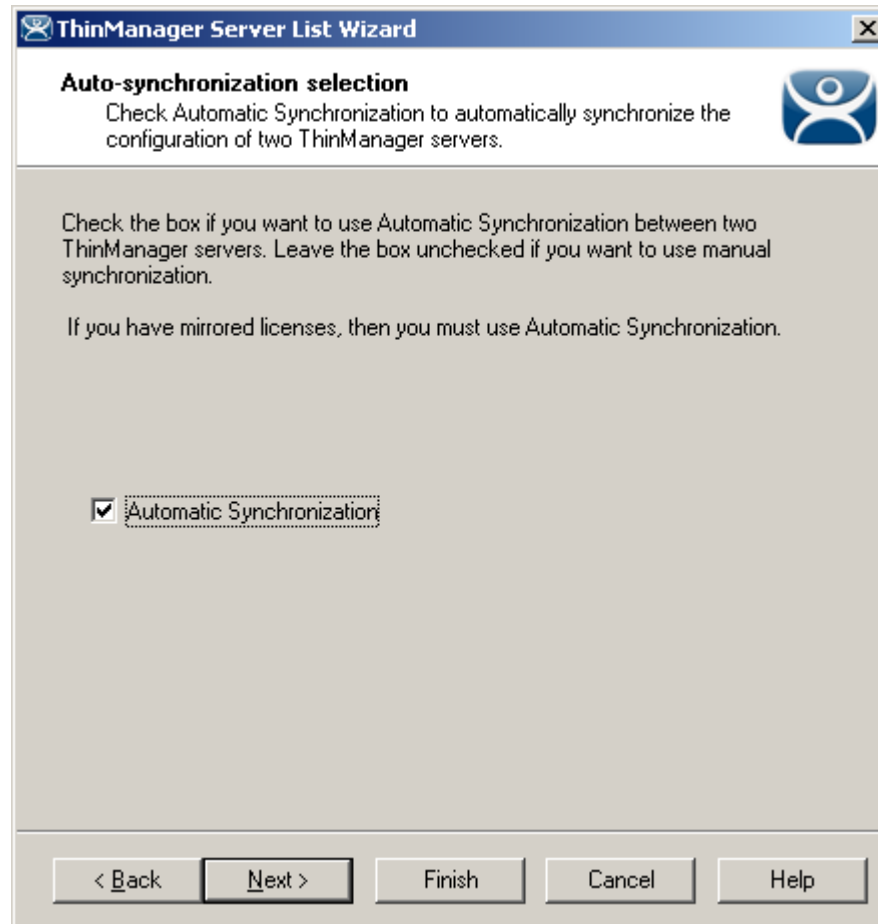 ThinManager Server List Wizard
Auto-synchronization selection
Check Automatic Synchronization to automatically synchronize the
configuration of two ThinManager servers.
Check the box if you want to use Automatic Synchronization between two
ThinManager servers. Leave the box unchecked if you want to use manual
synchronization.
If you have mirrored licenses, then you must use Automatic Synchronization.
Automatic Synchronization
< Back Next > Finish Cancel Help